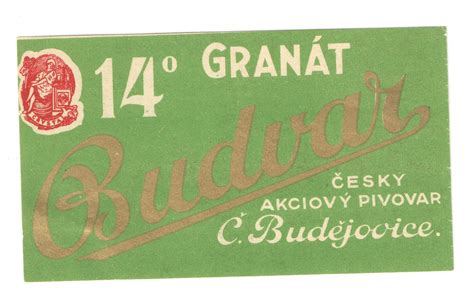 14° GRANÁT
Budvar
ČESKY
AKCIOVÝ PIVOVAR
Č. Budějovice.